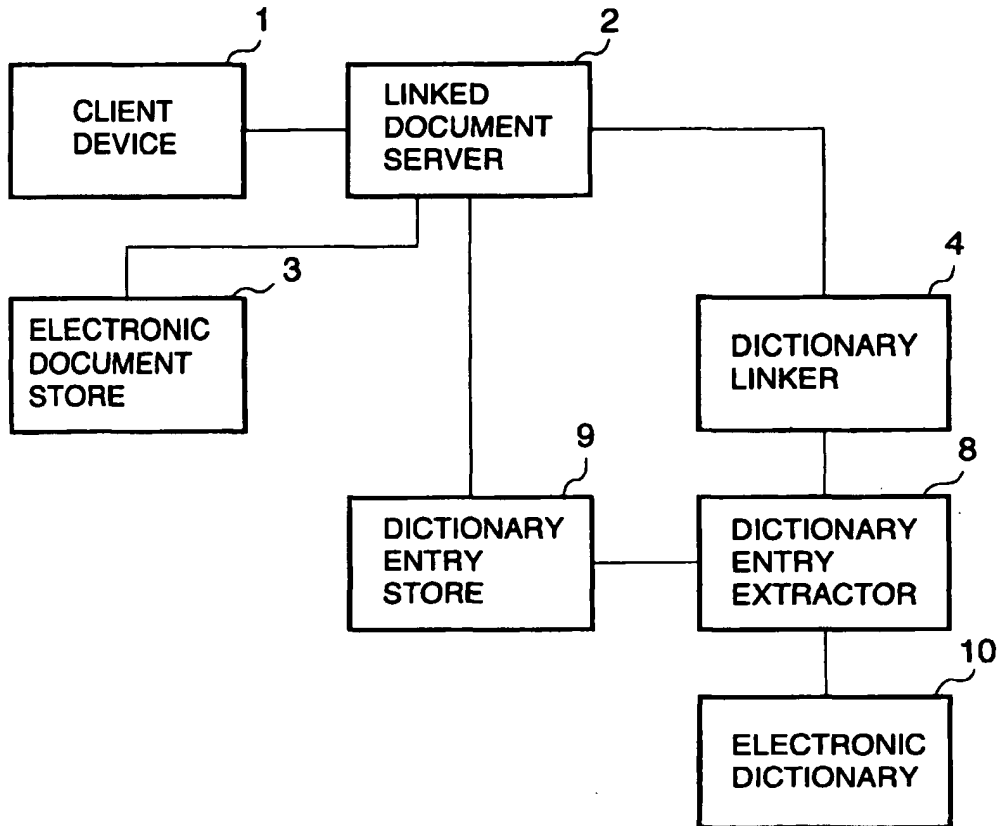 1
CLIENT
DEVICE
2
LINKED
DOCUMENT
SERVER
3
ELECTRONIC
DOCUMENT
STORE
4
DICTIONARY
LINKER
9
DICTIONARY
ENTRY
STORE
8
DICTIONARY
ENTRY
EXTRACTOR
10
ELECTRONIC
DICTIONARY